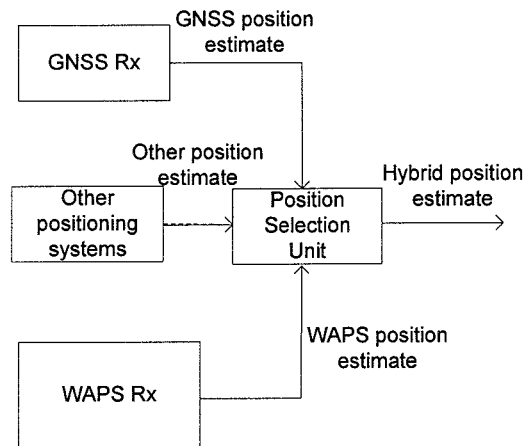 GNSS position
estimate
GNSS Rx
Other position
estimate
Hybrid position
estimate
Other
positioning
systems
Position
Selection
Unit
WAPS position
estimate
WAPS Rx